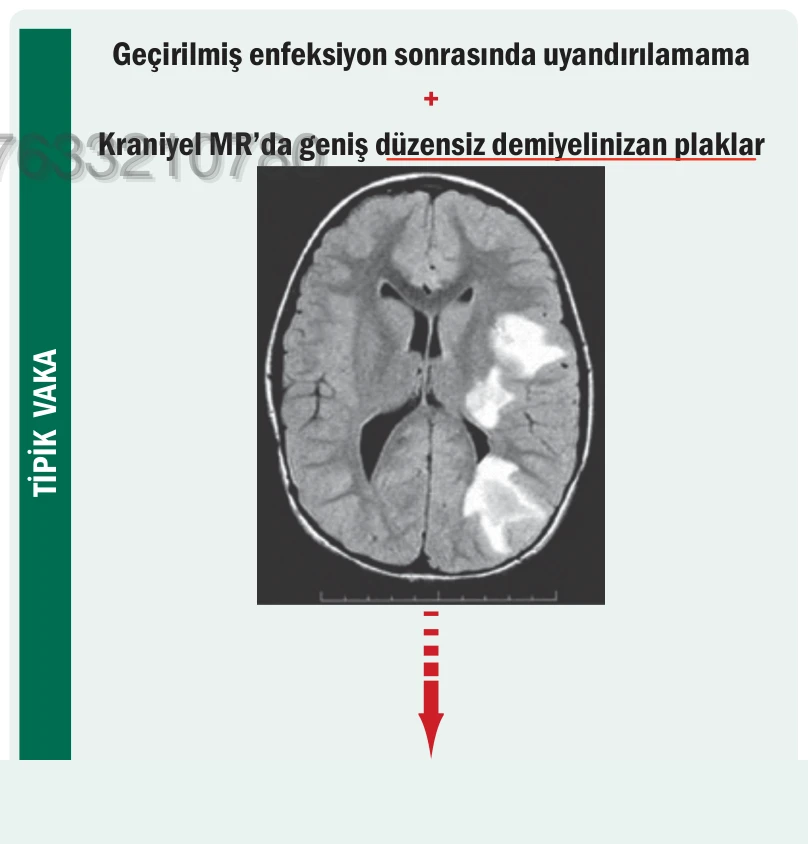 Geçirilmiş enfeksiyon sonrasında uyandırılamama
+
Kraniyel MR’da geniş düzensiz demiyelinizan plaklar
TİPİK VAKA